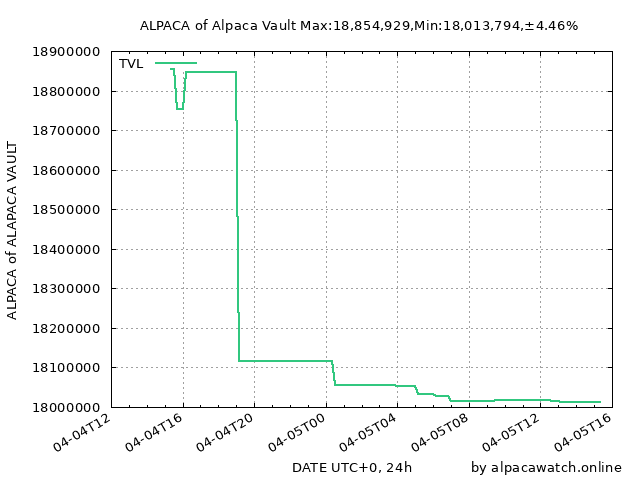 ALPACA of Alpaca Vault Max:18,854,929,Min:18,013,794,±4.46%
TVL
ALPACA of ALAPACA VAULT
18900000
18800000
18700000
18600000
18500000
18400000
18300000
18200000
18100000
18000000
04-04T12
04-04T16
04-04T20
04-05T00
04-05T04
04-05T08
04-05T12
04-05T16
DATE UTC+0, 24h
by alpacawatch.online